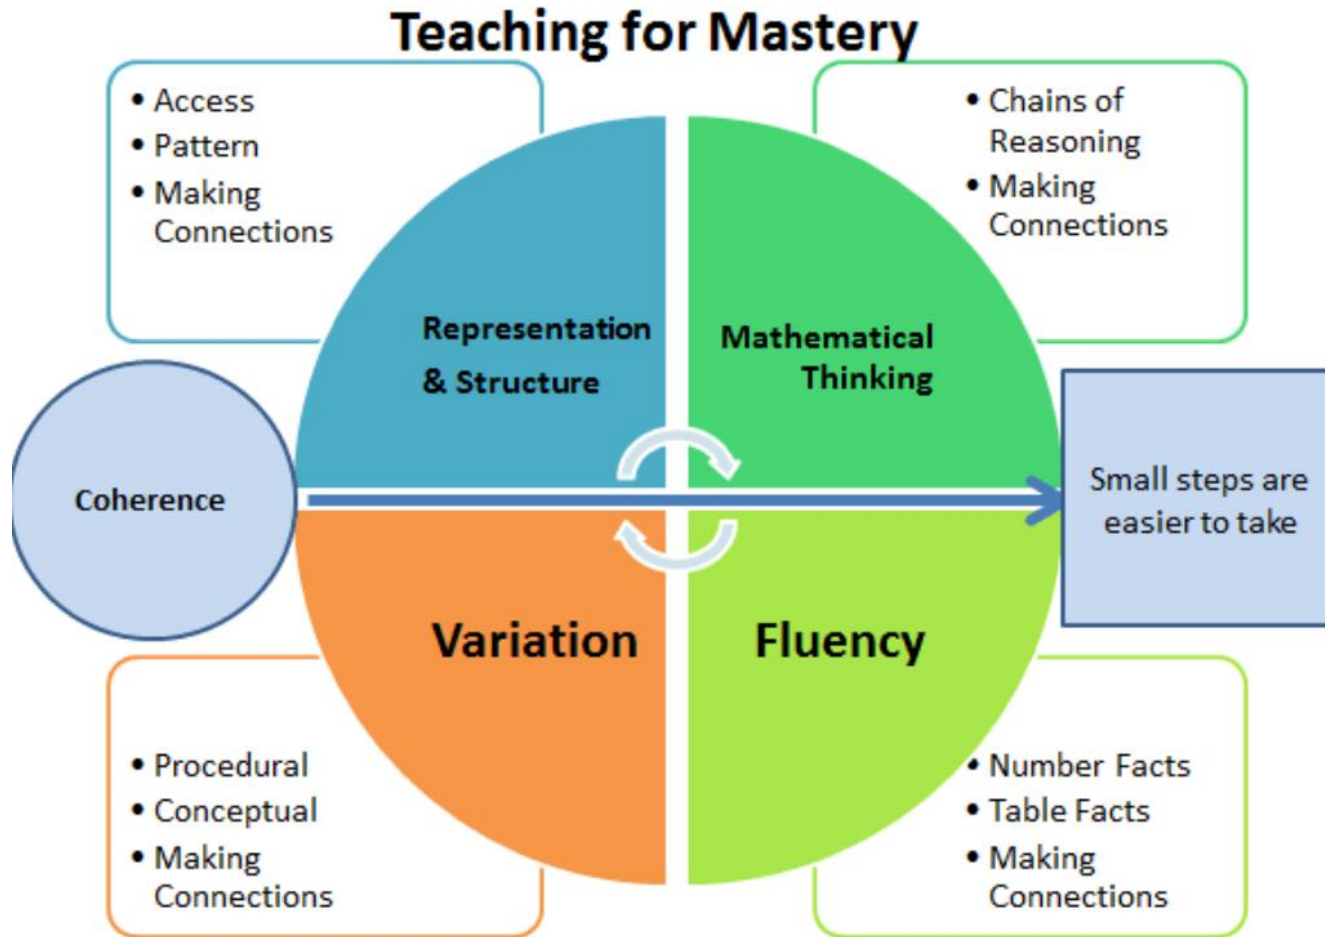 Teaching for Mastery
• Access
• Pattern
• Making
Connections
• Chains of
Reasoning
• Making
Connections
Representation
& Structure
Mathematical
Thinking
Coherence
Small steps are
easier to take
Variation
Fluency
• Procedural
• Conceptual
• Making
Connections
• Number Facts
• Table Facts
• Making
Connections